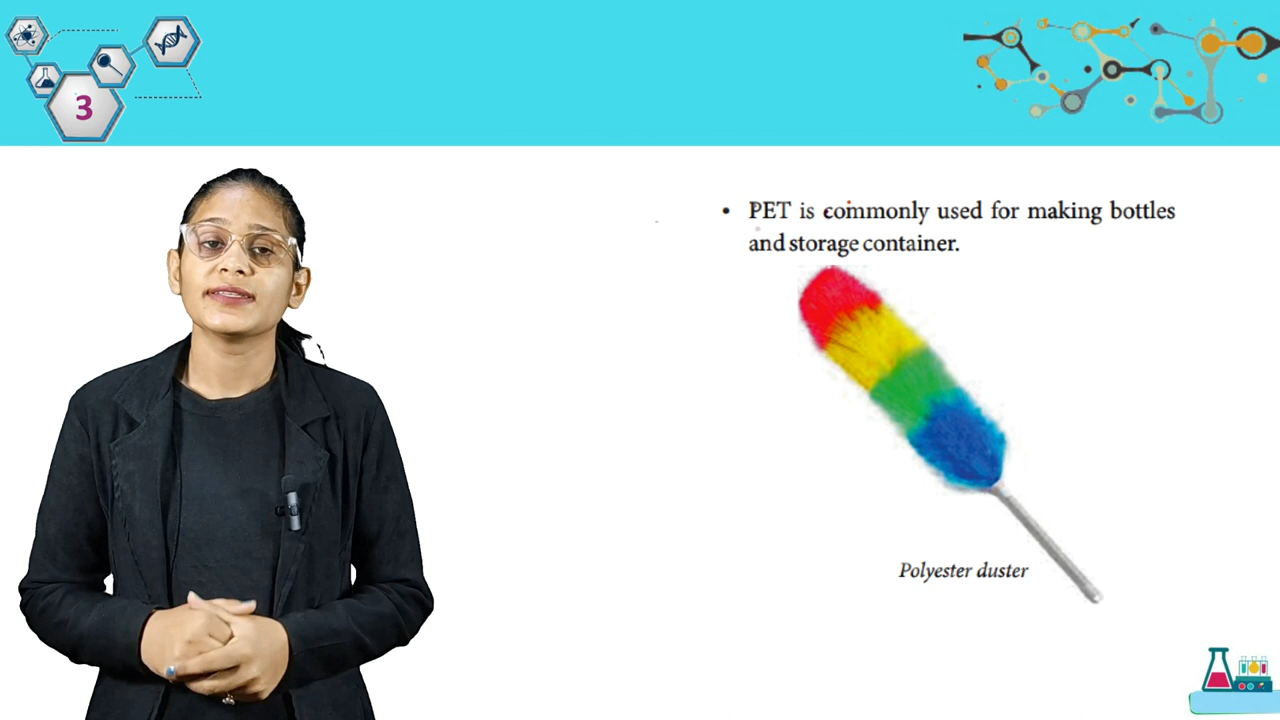 3
• PET is commonly used for making bottles
and storage container.
Polyester duster